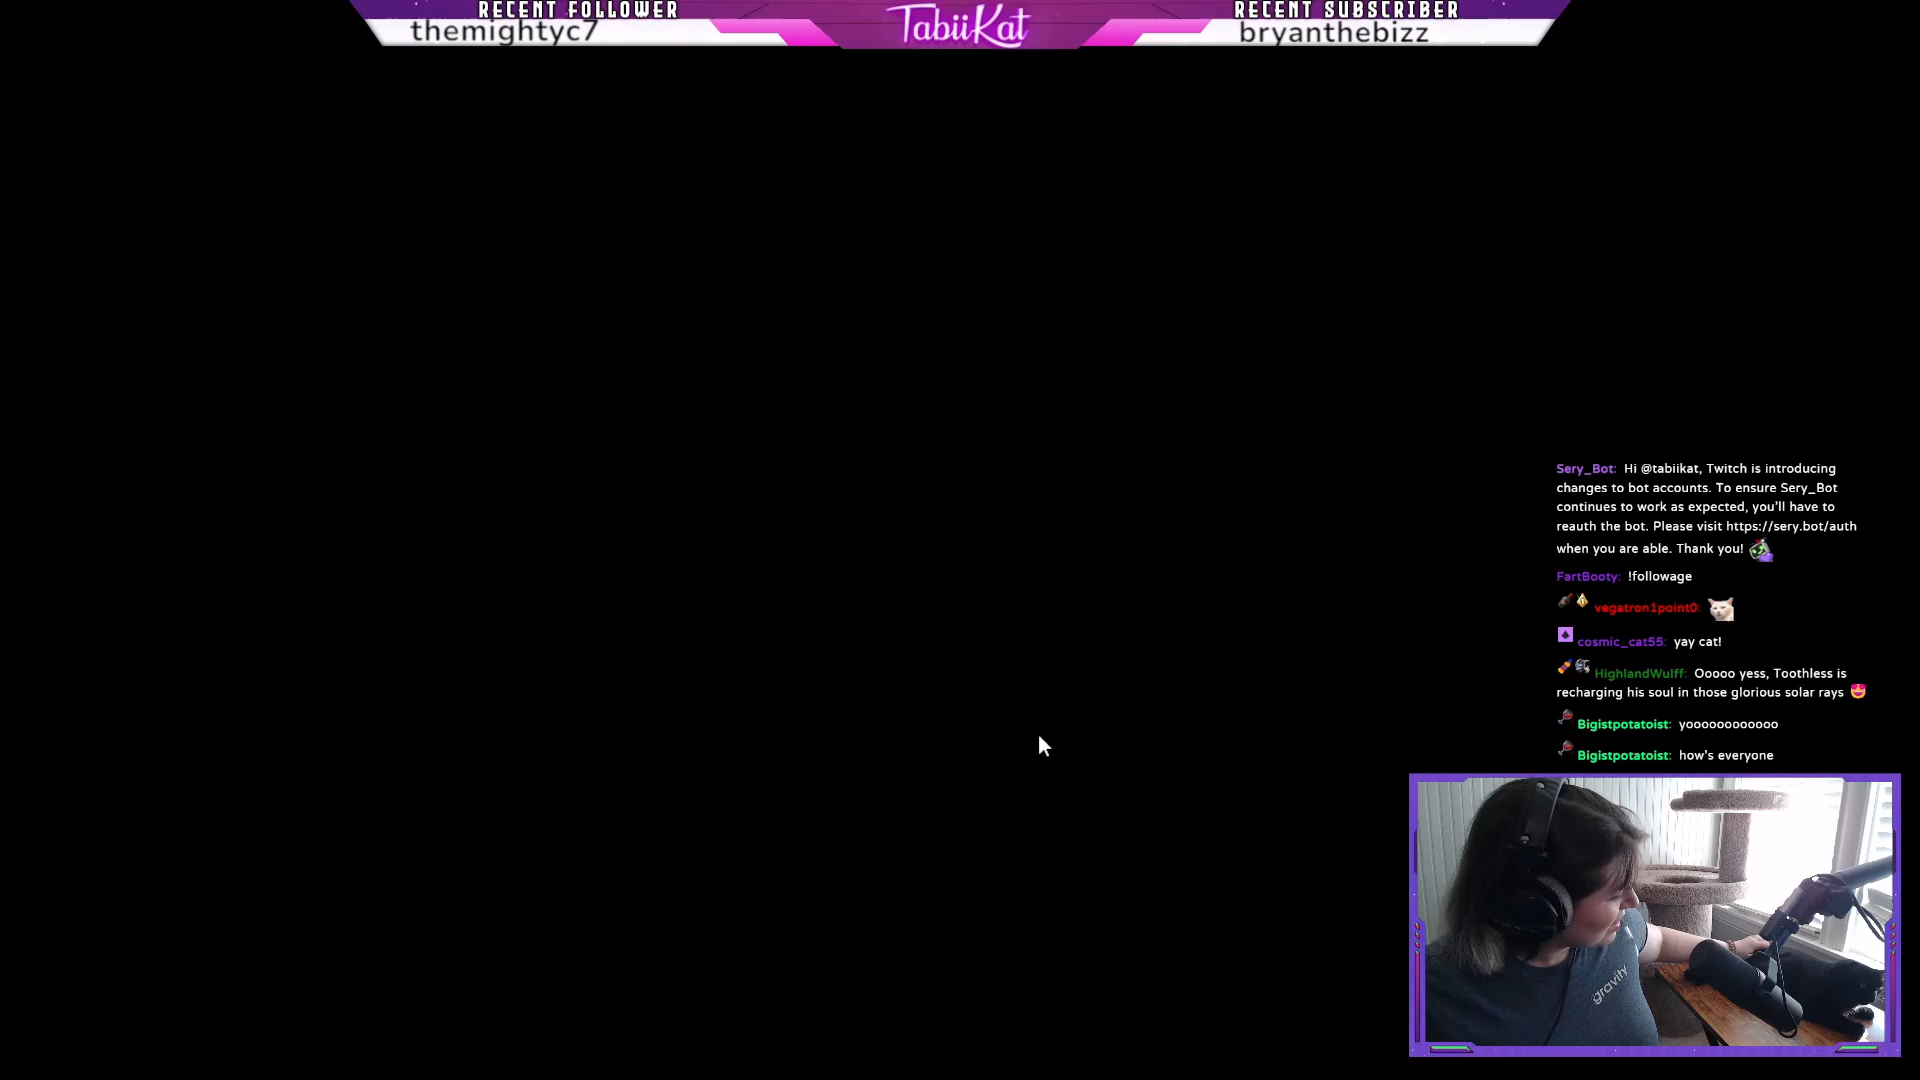 RECENT FOLLOWER
themightyc7
TabiiKat
RECENT SUBSCRIBER
bryanthebizz
Sery_Bot: Hi @tabiikat, Twitch is introducing
changes to bot accounts. To ensure Sery_Bot
continues to work as expected, you'll have to
reauth the bot. Please visit https://sery.bot/auth
when you are able. Thank you!
FartBooty: !followage
vegatron1point0:
cosmic_cat55: yay cat!
HighlandWulff: Ooooo yess, Toothless is
recharging his soul in those glorious solar rays
Bigistpotatoist: yoooooooooooo
Bigistpotatoist: how's everyone
gravity